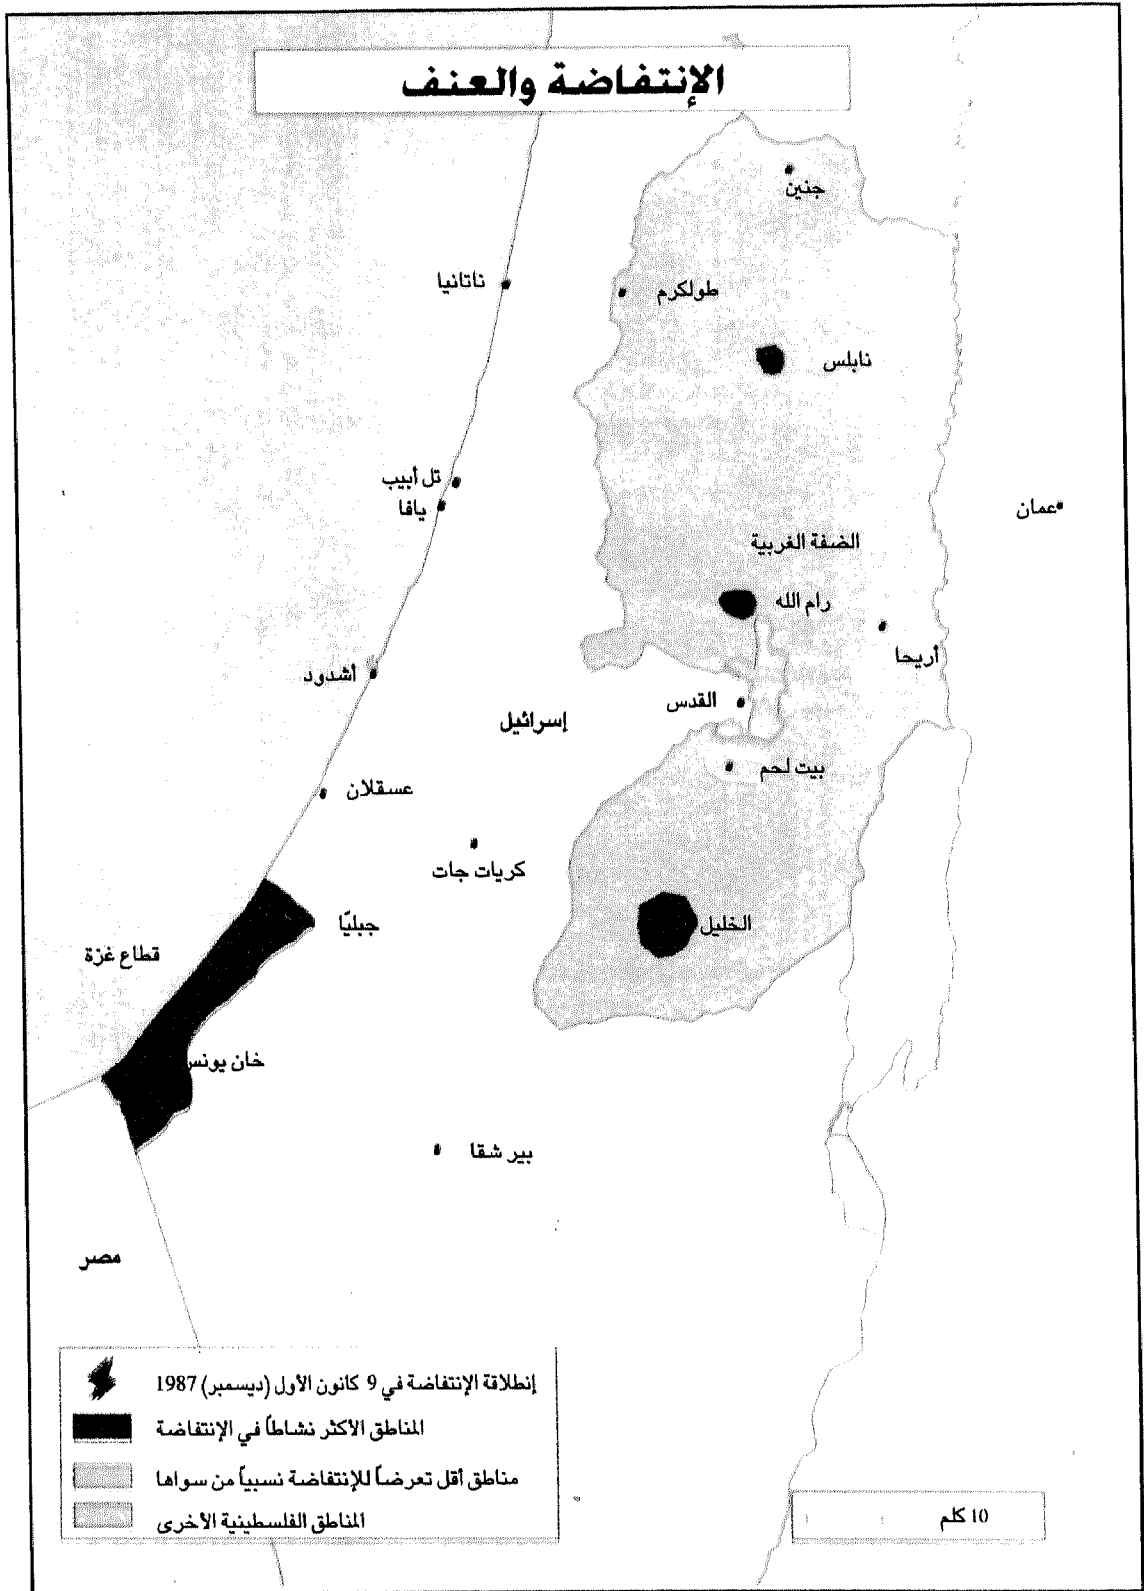 الإنتفاضة والعنف
جنين
ناتانيا
طولكرم
نابلس
تل أبيب
يافا
عمان
الضفة الغربية
رام الله
أريحا
أشدود
القدس
إسرائيل
بيت لحم
عسقلان
كريات جات
جبليّا
الخليل
قطاع غزة
خان يونس
بير شقا
مصر
إنطلاقة الإنتفاضة في 9 كانون الأول (ديسمبر) 1987
المناطق الأكثر نشاطاً في الإنتفاضة
مناطق أقل تعرضاً للإنتفاضة نسبياً من سواها
المناطق الفلسطينية الأخرى
10 كلم